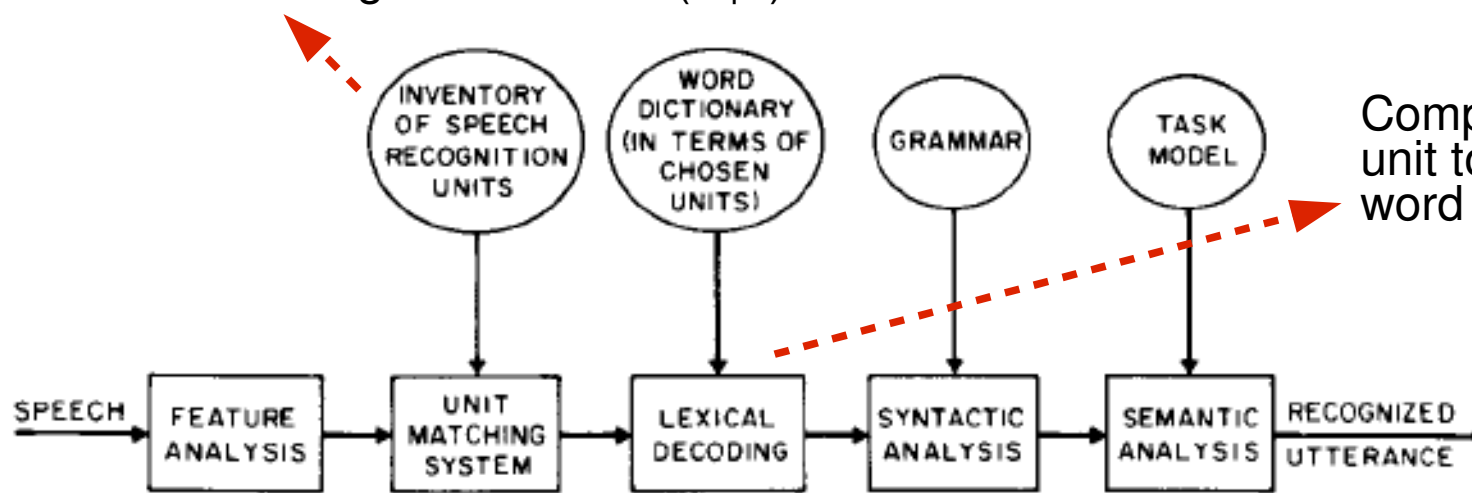 INVENTORY
OF SPEECH
RECOGNITION
UNITS
WORD
DICTIONARY
(IN TERMS OF
CHOSEN
UNITS)
GRAMMAR
TASK
MODEL
unit
word
SPEECH
FEATURE
ANALYSIS
UNIT
MATCHING
SYSTEM
LEXICAL
DECODING
SYNTACTIC
ANALYSIS
SEMANTIC
ANALYSIS
RECOGNIZED
UTTERANCE